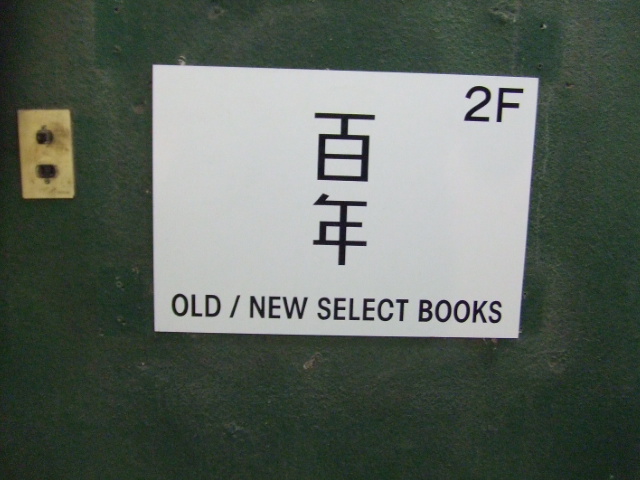 2F
百年
OLD / NEW SELECT BOOKS